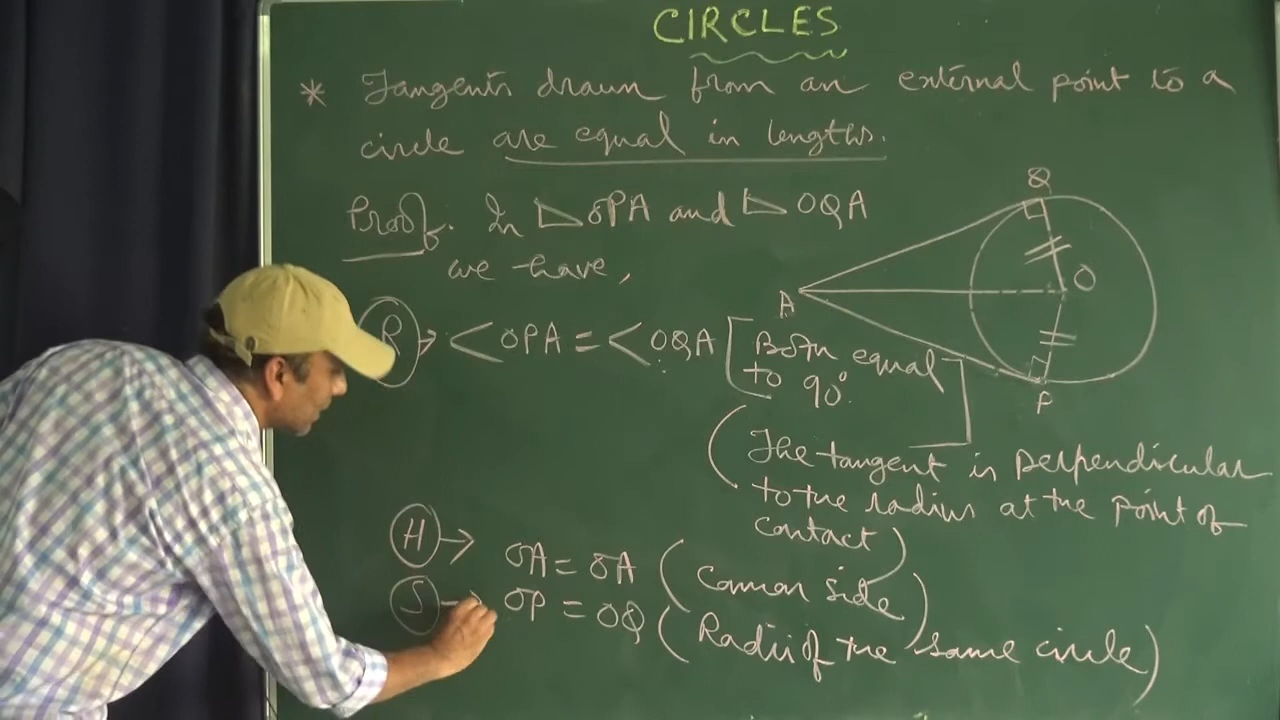 CIRCLES
* Tangents drawn from an external point to a
circle are equal in lengths.
Proof. In △OPA and △OQA
we have,
R → <OPA = <OQA [Both equal
to 90°
(The tangent is perpendicular
to the radius at the point of
contact)
H → OA = OA (Common side)
S → OP = OQ (Radii of the same circle)
Q
O
A
P